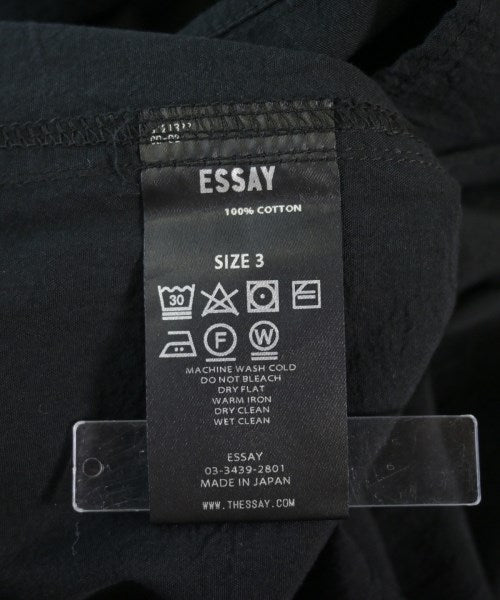 ESSAY
100% COTTON
SIZE 3
30
F W
MACHINE WASH COLD
DO NOT BLEACH
DRY FLAT
WARM IRON
DRY CLEAN
WET CLEAN
ESSAY
03-3439-2801
MADE IN JAPAN
WWW.THESSAY.COM